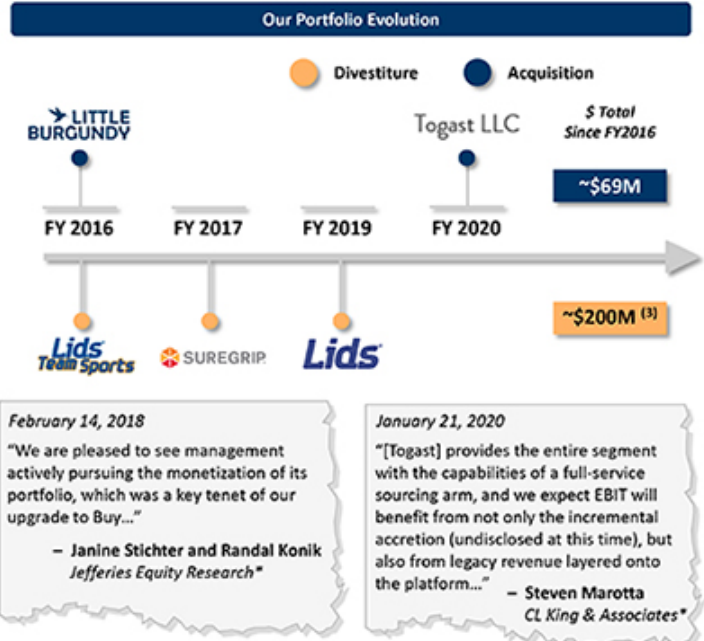 Our Portfolio Evolution
Divestiture
Acquisition
LITTLE
BURGUNDY
Togast LLC
$ Total
Since FY2016
~$69M
FY 2016
FY 2017
FY 2019
FY 2020
~$200M (3)
Lids
Team Sports
SUREGRIP
Lids
February 14, 2018
"We are pleased to see management
actively pursuing the monetization of its
portfolio, which was a key tenet of our
upgrade to Buy..."
– Janine Stichter and Randal Konik
Jefferies Equity Research*
January 21, 2020
"[Togast] provides the entire segment
with the capabilities of a full-service
sourcing arm, and we expect EBIT will
benefit from not only the incremental
accretion (undisclosed at this time), but
also from legacy revenue layered onto
the platform..."
– Steven Marotta
CL King & Associates*